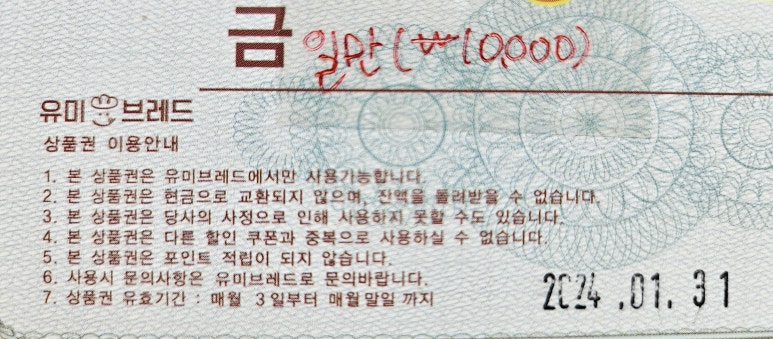 금 일만(₩10,000)
유미 브레드
상품권 이용안내
1. 본 상품권은 유미브레드에서만 사용가능합니다.
2. 본 상품권은 현금으로 교환되지 않으며, 잔액을 돌려받을 수 없습니다.
3. 본 상품권은 당사의 사정으로 인해 사용하지 못할 수도 있습니다.
4. 본 상품권은 다른 할인 쿠폰과 중복으로 사용하실 수 없습니다.
5. 본 상품권은 포인트 적립이 되지 않습니다.
6. 사용시 문의사항은 유미브레드로 문의바랍니다.
7. 상품권 유효기간 : 매월 3일부터 매월말일 까지
2024.01.31